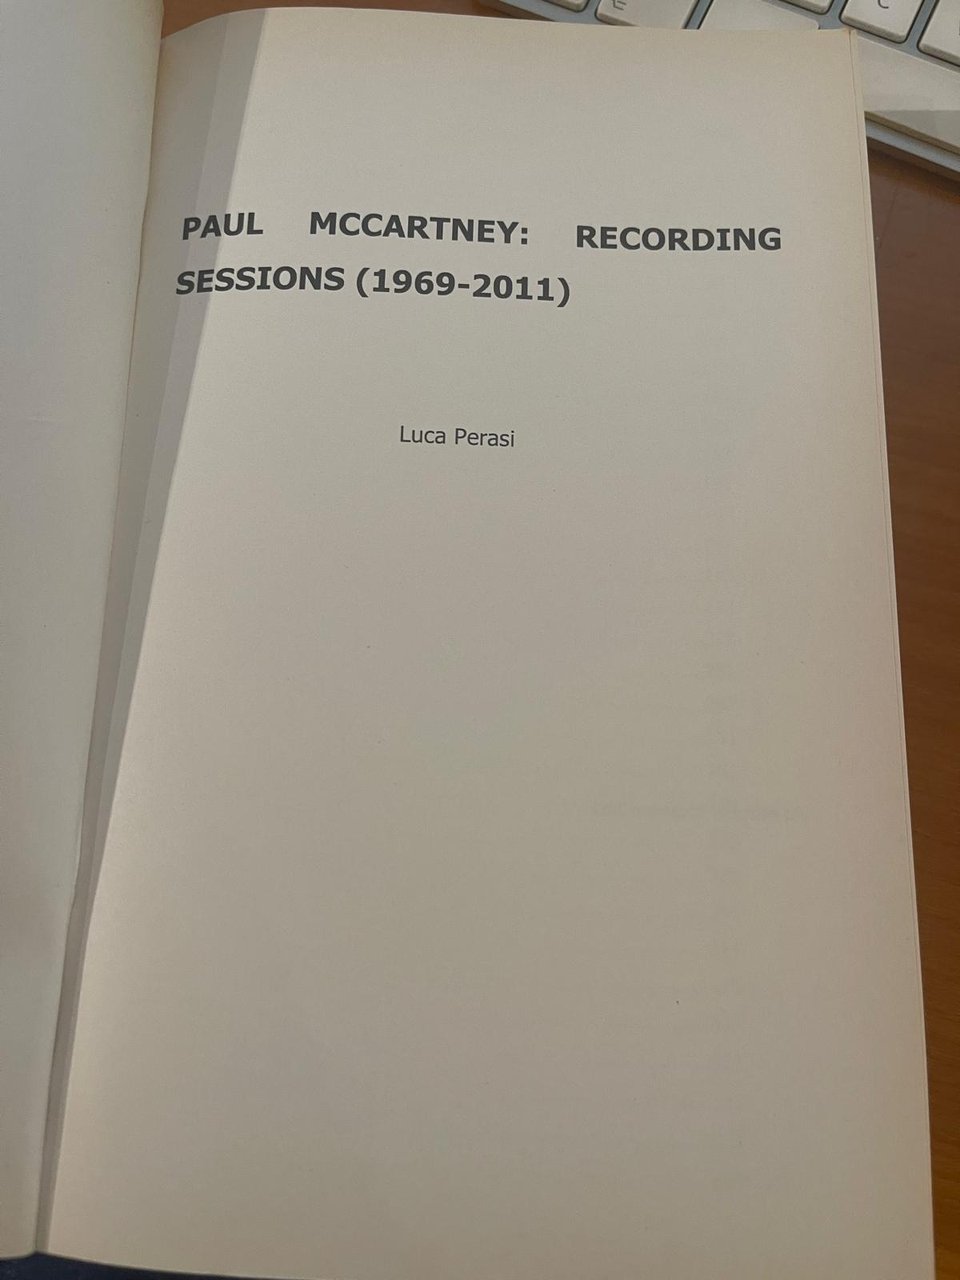 PAUL MCCARTNEY: RECORDING
SESSIONS (1969-2011)
Luca Perasi
C